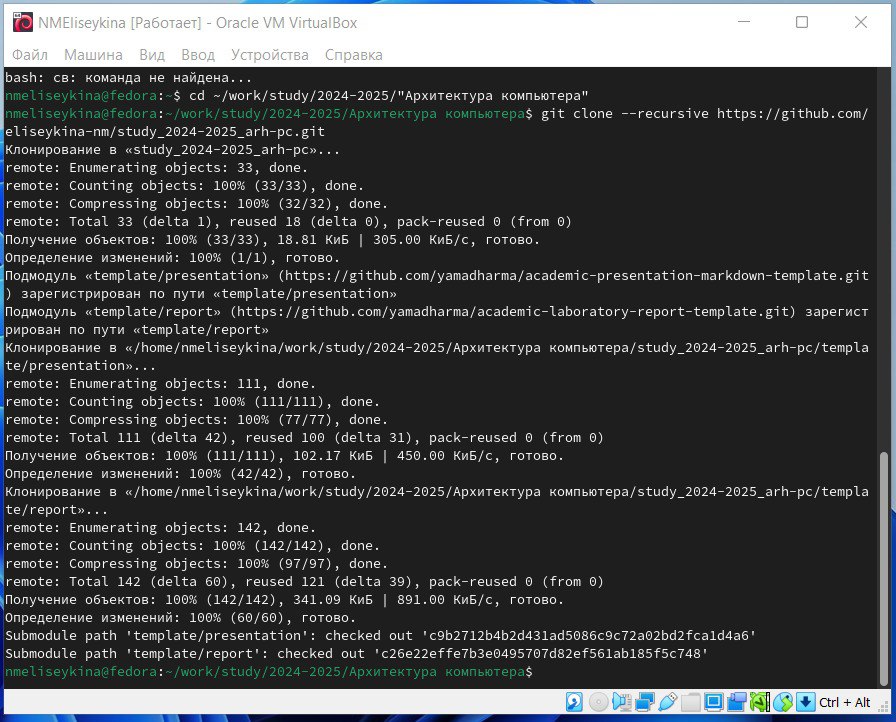 NMEliseykina [Работает] - Oracle VM VirtualBox
Файл Машина Вид Ввод Устройства Справка
bash: св: команда не найдена...
nmeliseykina@fedora:~$ cd ~/work/study/2024-2025/"Архитектура компьютера"
nmeliseykina@fedora:~/work/study/2024-2025/Архитектура компьютера$ git clone --recursive https://github.com/
eliseykina-nm/study_2024-2025_arh-pc.git
Клонирование в «study_2024-2025_arh-pc»...
remote: Enumerating objects: 33, done.
remote: Counting objects: 100% (33/33), done.
remote: Compressing objects: 100% (32/32), done.
remote: Total 33 (delta 1), reused 18 (delta 0), pack-reused 0 (from 0)
Получение объектов: 100% (33/33), 18.81 КиБ | 305.00 КиБ/с, готово.
Определение изменений: 100% (1/1), готово.
Подмодуль «template/presentation» (https://github.com/yamadharma/academic-presentation-markdown-template.git
) зарегистрирован по пути «template/presentation»
Подмодуль «template/report» (https://github.com/yamadharma/academic-laboratory-report-template.git) зарегист
рирован по пути «template/report»
Клонирование в «/home/nmeliseykina/work/study/2024-2025/Архитектура компьютера/study_2024-2025_arh-pc/templa
te/presentation»...
remote: Enumerating objects: 111, done.
remote: Counting objects: 100% (111/111), done.
remote: Compressing objects: 100% (77/77), done.
remote: Total 111 (delta 42), reused 100 (delta 31), pack-reused 0 (from 0)
Получение объектов: 100% (111/111), 102.17 КиБ | 450.00 КиБ/с, готово.
Определение изменений: 100% (42/42), готово.
Клонирование в «/home/nmeliseykina/work/study/2024-2025/Архитектура компьютера/study_2024-2025_arh-pc/templa
te/report»...
remote: Enumerating objects: 142, done.
remote: Counting objects: 100% (142/142), done.
remote: Compressing objects: 100% (97/97), done.
remote: Total 142 (delta 60), reused 121 (delta 39), pack-reused 0 (from 0)
Получение объектов: 100% (142/142), 341.09 КиБ | 891.00 КиБ/с, готово.
Определение изменений: 100% (60/60), готово.
Submodule path 'template/presentation': checked out 'c9b2712b4b2d431ad5086c9c72a02bd2fca1d4a6'
Submodule path 'template/report': checked out 'c26e22effe7b3e0495707d82ef561ab185f5c748'
nmeliseykina@fedora:~/work/study/2024-2025/Архитектура компьютера$
Ctrl + Alt